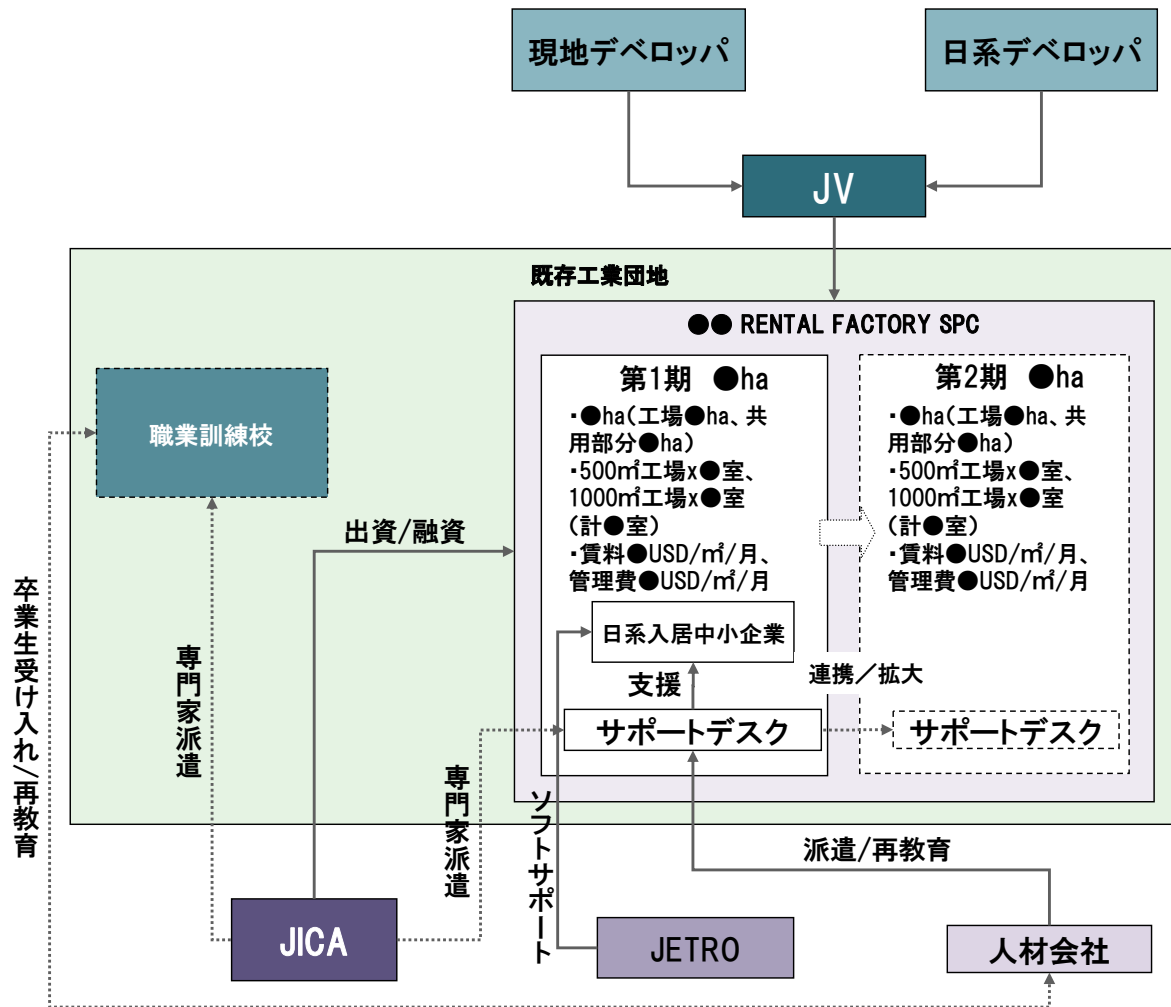 現地デベロッパ
日系デベロッパ
JV
既存工業団地
●● RENTAL FACTORY SPC
第1期 ●ha
・●ha(工場●ha、共
用部分●ha)
・500㎡工場x●室、
1000㎡工場x●室
(計●室)
・賃料●USD/㎡/月、
管理費●USD/㎡/月
第2期 ●ha
・●ha(工場●ha、共
用部分●ha)
・500㎡工場x●室、
1000㎡工場x●室
(計●室)
・賃料●USD/㎡/月、
管理費●USD/㎡/月
職業訓練校
出資/融資
日系入居中小企業
支援
連携/拡大
サポートデスク
サポートデスク
卒業生受け入れ/再教育
専門家派遣
専門家派遣
ソフトサポート
派遣/再教育
JICA
JETRO
人材会社